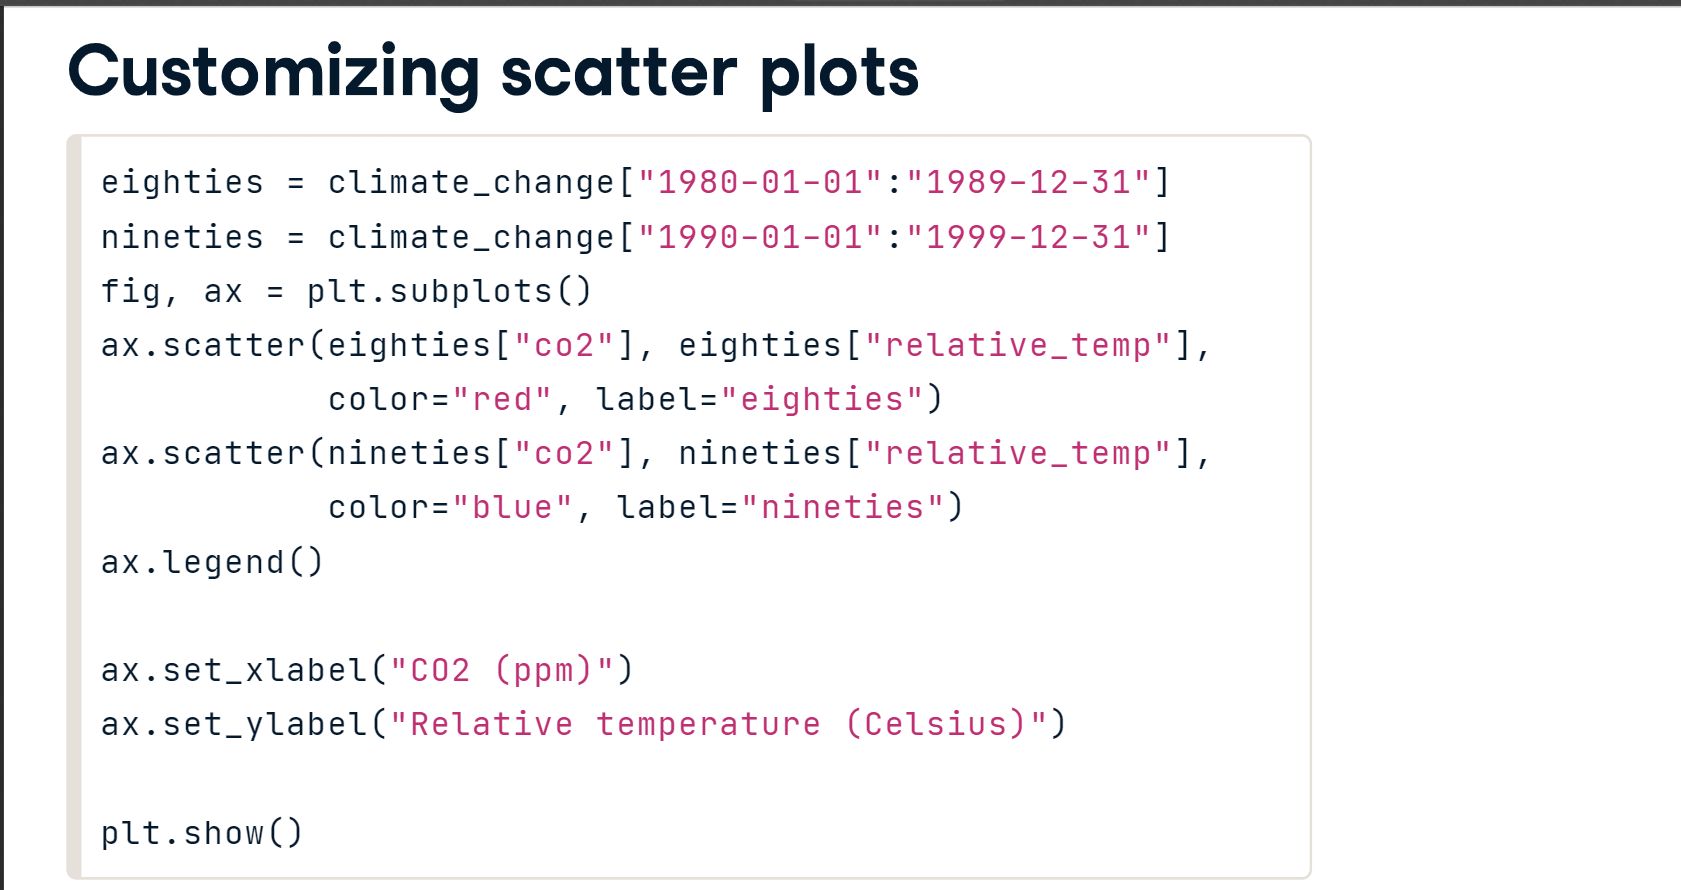 Customizing scatter plots
eighties = climate_change["1980-01-01":"1989-12-31"]
nineties = climate_change["1990-01-01":"1999-12-31"]
fig, ax = plt.subplots()
ax.scatter(eighties["co2"], eighties["relative_temp"],
           color="red", label="eighties")
ax.scatter(nineties["co2"], nineties["relative_temp"],
           color="blue", label="nineties")
ax.legend()
ax.set_xlabel("CO2 (ppm)")
ax.set_ylabel("Relative temperature (Celsius)")
plt.show()